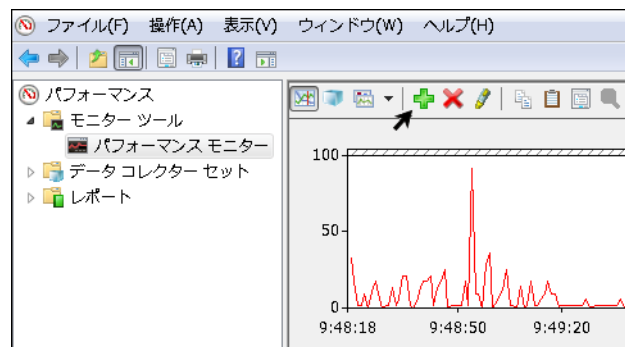 ファイル(F) 操作(A) 表示(V) ウィンドウ(W) ヘルプ(H)
パフォーマンス
モニター ツール
パフォーマンス モニター
データ コレクター セット
レポート
100
50
0
9:48:18 9:48:50 9:49:20